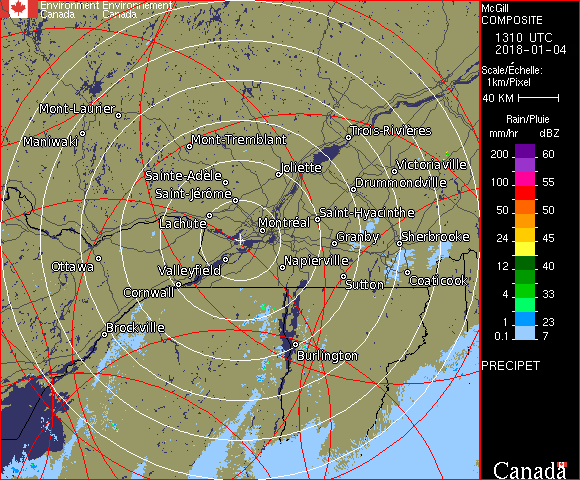 Environment Environnement
Canada Canada
McGill
COMPOSITE
1310 UTC
2018-01-04
Scale/Échelle:
1km/Pixel
40 KM
Rain/Pluie
mm/hr dBZ
200 60
150 57
100 55
50 50
24 45
12 40
4 33
1 23
0.1 7
PRECIPET
Canada
Mont-Laurier
Maniwaki
Mont-Tremblant
Trois-Rivières
Sainte-Adèle
Joliette
Victoriaville
Saint-Jérôme
Drummondville
Lachute
Montréal
Saint-Hyacinthe
Granby
Sherbrooke
Ottawa
Valleyfield
Napierville
Cornwall
Sutton
Coaticook
Brockville
Burlington